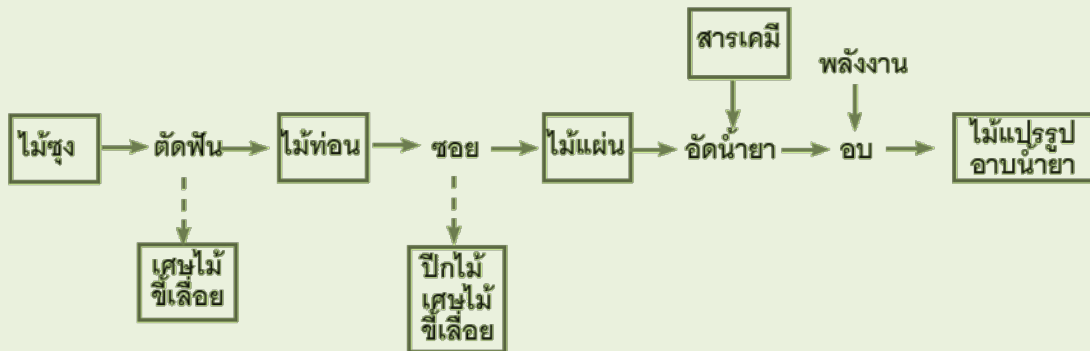 สารเคมี
พลังงาน
ไม้ซุง
ตัดฟัน
ไม้ท่อน
ซอย
ไม้แผ่น
อัดน้ำยา
อบ
ไม้แปรรูป
อาบน้ำยา
เศษไม้
ขี้เลื่อย
ปีกไม้
เศษไม้
ขี้เลื่อย